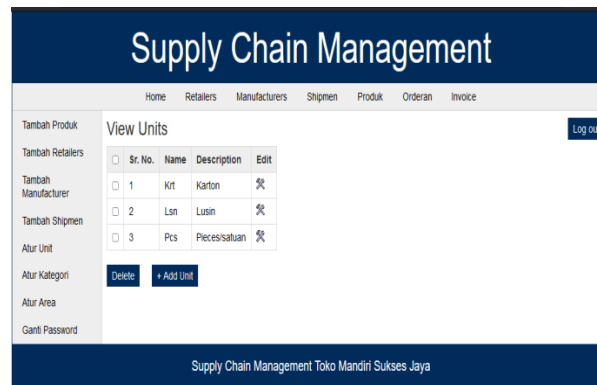 Supply Chain Management
Home Retailers Manufacturers Shipmen Produk Orderan Invoice
Tambah Produk
Tambah Retailers
Tambah
Manufacturer
Tambah Shipmen
Atur Unit
Atur Kategori
Atur Area
Ganti Password
View Units
Log ou
Sr. No. Name Description Edit
1 Krt Karton
2 Lsn Lusin
3 Pcs Pieces/satuan
Delete + Add Unit
Supply Chain Management Toko Mandiri Sukses Jaya